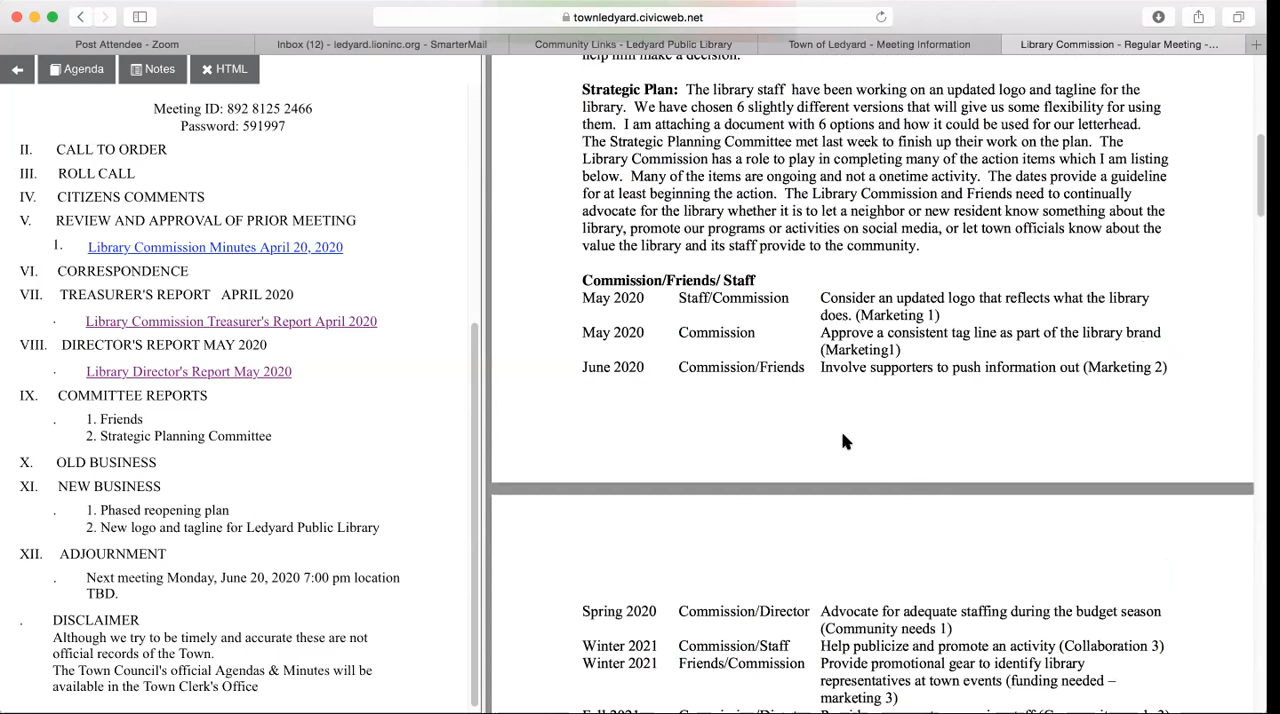 townledyard.civicweb.net
Post Attendee - Zoom
Inbox (12) - ledyard.lioninc.org - SmarterMail
Community Links - Ledyard Public Library
Town of Ledyard - Meeting Information
Library Commission - Regular Meeting -...
Agenda
Notes
HTML
Meeting ID: 892 8125 2466
Password: 591997
II. CALL TO ORDER
III. ROLL CALL
IV. CITIZENS COMMENTS
V. REVIEW AND APPROVAL OF PRIOR MEETING
1. Library Commission Minutes April 20, 2020
VI. CORRESPONDENCE
VII. TREASURER'S REPORT APRIL 2020
. Library Commission Treasurer's Report April 2020
VIII. DIRECTOR'S REPORT MAY 2020
. Library Director's Report May 2020
IX. COMMITTEE REPORTS
. 1. Friends
2. Strategic Planning Committee
X. OLD BUSINESS
XI. NEW BUSINESS
. 1. Phased reopening plan
2. New logo and tagline for Ledyard Public Library
XII. ADJOURNMENT
. Next meeting Monday, June 20, 2020 7:00 pm location
TBD.
. DISCLAIMER
Although we try to be timely and accurate these are not
official records of the Town.
The Town Council's official Agendas & Minutes will be
available in the Town Clerk's Office
help him make a decision.
Strategic Plan: The library staff have been working on an updated logo and tagline for the
library. We have chosen 6 slightly different versions that will give us some flexibility for using
them. I am attaching a document with 6 options and how it could be used for our letterhead.
The Strategic Planning Committee met last week to finish up their work on the plan. The
Library Commission has a role to play in completing many of the action items which I am listing
below. Many of the items are ongoing and not a onetime activity. The dates provide a guideline
for at least beginning the action. The Library Commission and Friends need to continually
advocate for the library whether it is to let a neighbor or new resident know something about the
library, promote our programs or activities on social media, or let town officials know about the
value the library and its staff provide to the community.
Commission/Friends/ Staff
May 2020 Staff/Commission Consider an updated logo that reflects what the library
does. (Marketing 1)
May 2020 Commission Approve a consistent tag line as part of the library brand
(Marketing1)
June 2020 Commission/Friends Involve supporters to push information out (Marketing 2)
Spring 2020 Commission/Director Advocate for adequate staffing during the budget season
(Community needs 1)
Winter 2021 Commission/Staff Help publicize and promote an activity (Collaboration 3)
Winter 2021 Friends/Commission Provide promotional gear to identify library
representatives at town events (funding needed –
marketing 3)